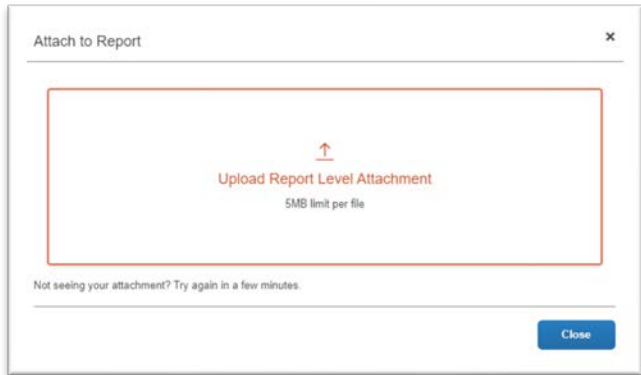 Attach to Report
×
Upload Report Level Attachment
5MB limit per file
Not seeing your attachment? Try again in a few minutes.
Close